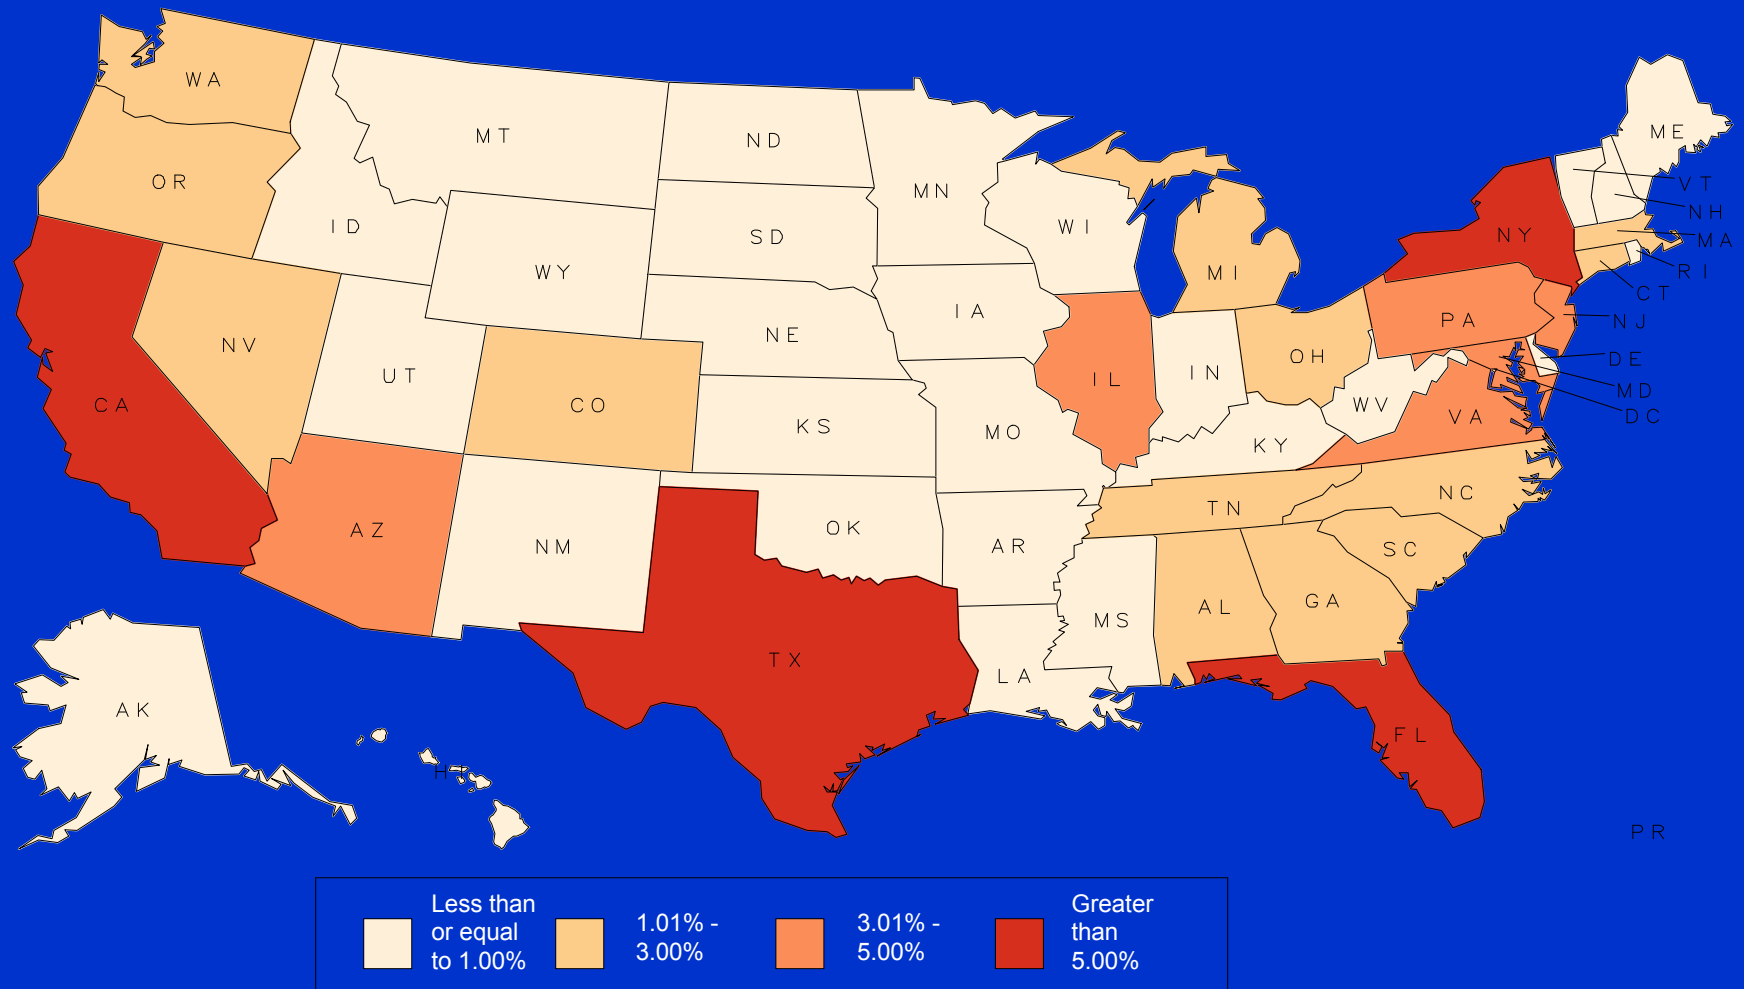 WA
MT
ND
ME
OR
MN
VT
ID
WI
NH
SD
NY
MA
WY
MI
RI
CT
IA
PA
NJ
NV
NE
OH
UT
IN
DE
IL
MD
CA
CO
WV
DC
KS
MO
VA
KY
AZ
NM
OK
AR
TN
NC
SC
MS
AL
GA
TX
LA
AK
FL
HI
PR
Less than
or equal
to 1.00%
1.01% -
3.00%
3.01% -
5.00%
Greater
than
5.00%